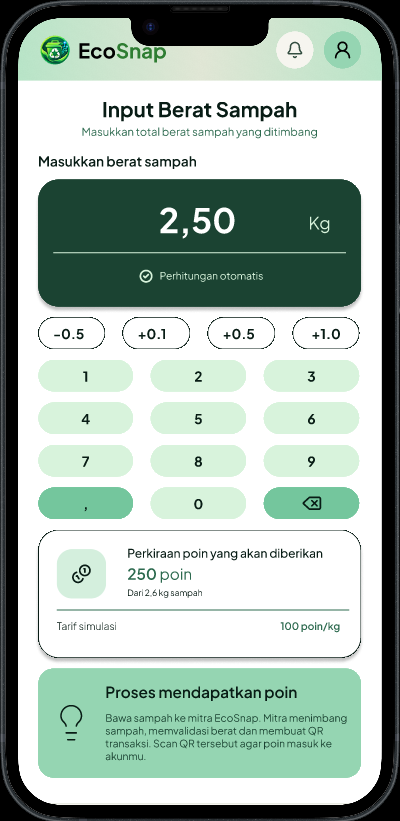 EcoSnap
Input Berat Sampah
Masukkan total berat sampah yang ditimbang
Masukkan berat sampah
2,50 Kg
Perhitungan otomatis
-0.5 +0.1 +0.5 +1.0
1 2 3
4 5 6
7 8 9
, 0
Perkiraan poin yang akan diberikan
250 poin
Dari 2,6 kg sampah
Tarif simulasi 100 poin/kg
Proses mendapatkan poin
Bawa sampah ke mitra EcoSnap. Mitra menimbang
sampah, memvalidasi berat dan membuat QR
transaksi. Scan QR tersebut agar poin masuk ke
akunmu.